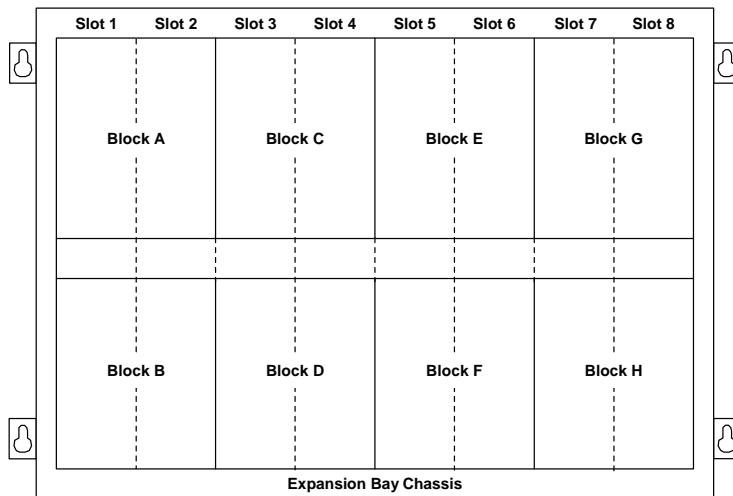 Slot 1 Slot 2 Slot 3 Slot 4 Slot 5 Slot 6 Slot 7 Slot 8
Block A Block C Block E Block G
Block B Block D Block F Block H
Expansion Bay Chassis